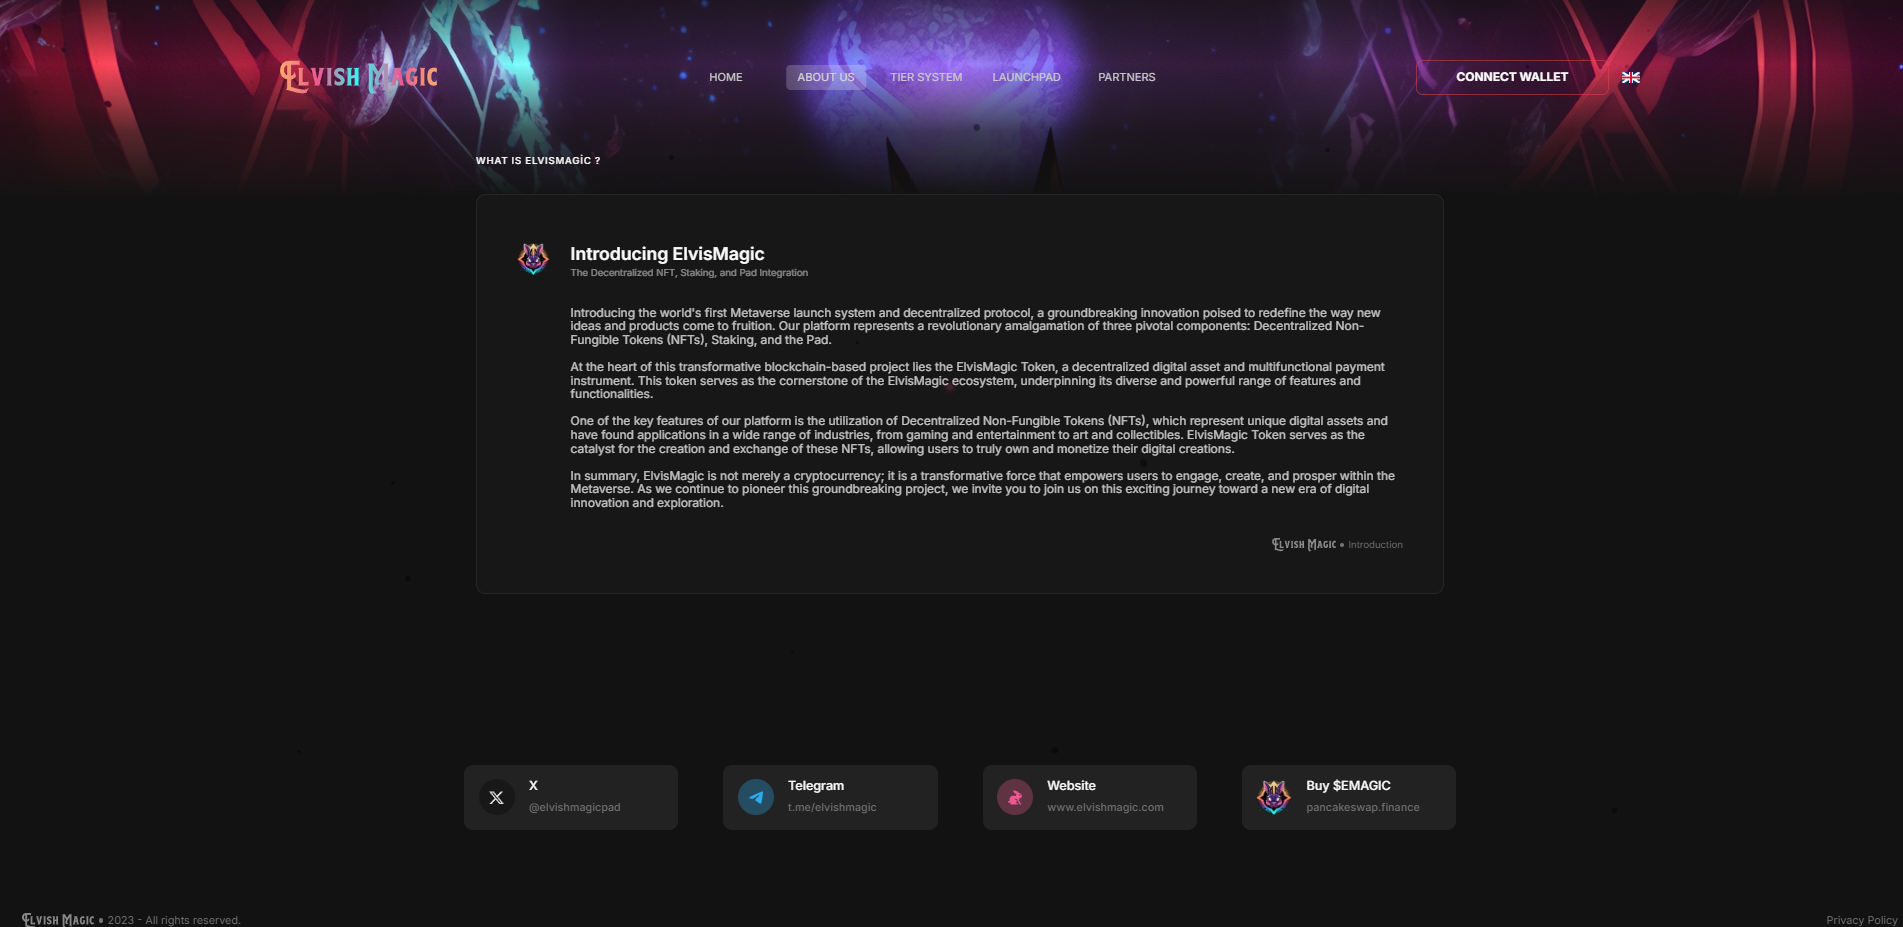 ELVISH MAGIC
HOME
ABOUT US
TIER SYSTEM
LAUNCHPAD
PARTNERS
CONNECT WALLET
WHAT IS ELVISMAGİC ?
Introducing ElvisMagic
The Decentralized NFT, Staking, and Pad Integration
Introducing the world's first Metaverse launch system and decentralized protocol, a groundbreaking innovation poised to redefine the way new
ideas and products come to fruition. Our platform represents a revolutionary amalgamation of three pivotal components: Decentralized Non-
Fungible Tokens (NFTs), Staking, and the Pad.
At the heart of this transformative blockchain-based project lies the ElvisMagic Token, a decentralized digital asset and multifunctional payment
instrument. This token serves as the cornerstone of the ElvisMagic ecosystem, underpinning its diverse and powerful range of features and
functionalities.
One of the key features of our platform is the utilization of Decentralized Non-Fungible Tokens (NFTs), which represent unique digital assets and
have found applications in a wide range of industries, from gaming and entertainment to art and collectibles. ElvisMagic Token serves as the
catalyst for the creation and exchange of these NFTs, allowing users to truly own and monetize their digital creations.
In summary, ElvisMagic is not merely a cryptocurrency; it is a transformative force that empowers users to engage, create, and prosper within the
Metaverse. As we continue to pioneer this groundbreaking project, we invite you to join us on this exciting journey toward a new era of digital
innovation and exploration.
ELVISH MAGIC • Introduction
X
@elvishmagicpad
Telegram
t.me/elvishmagic
Website
www.elvishmagic.com
Buy $EMAGIC
pancakeswap.finance
ELVISH MAGIC • 2023 - All rights reserved.
Privacy Policy